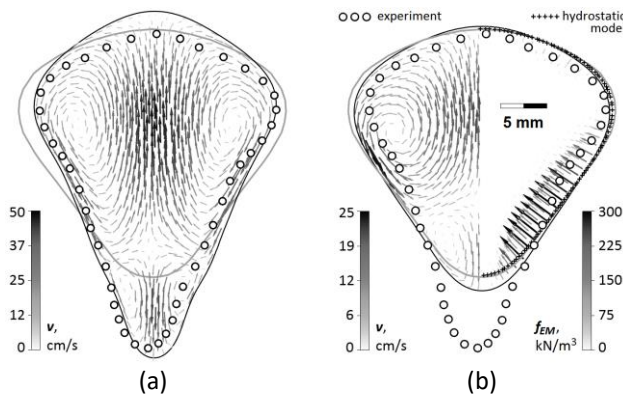 experiment
hydrostatic
model
5 mm
50
37
25
12
0
v,
cm/s
25
19
13
6
0
v,
cm/s
300
225
150
75
0
f_EM,
kN/m³
(a)
(b)